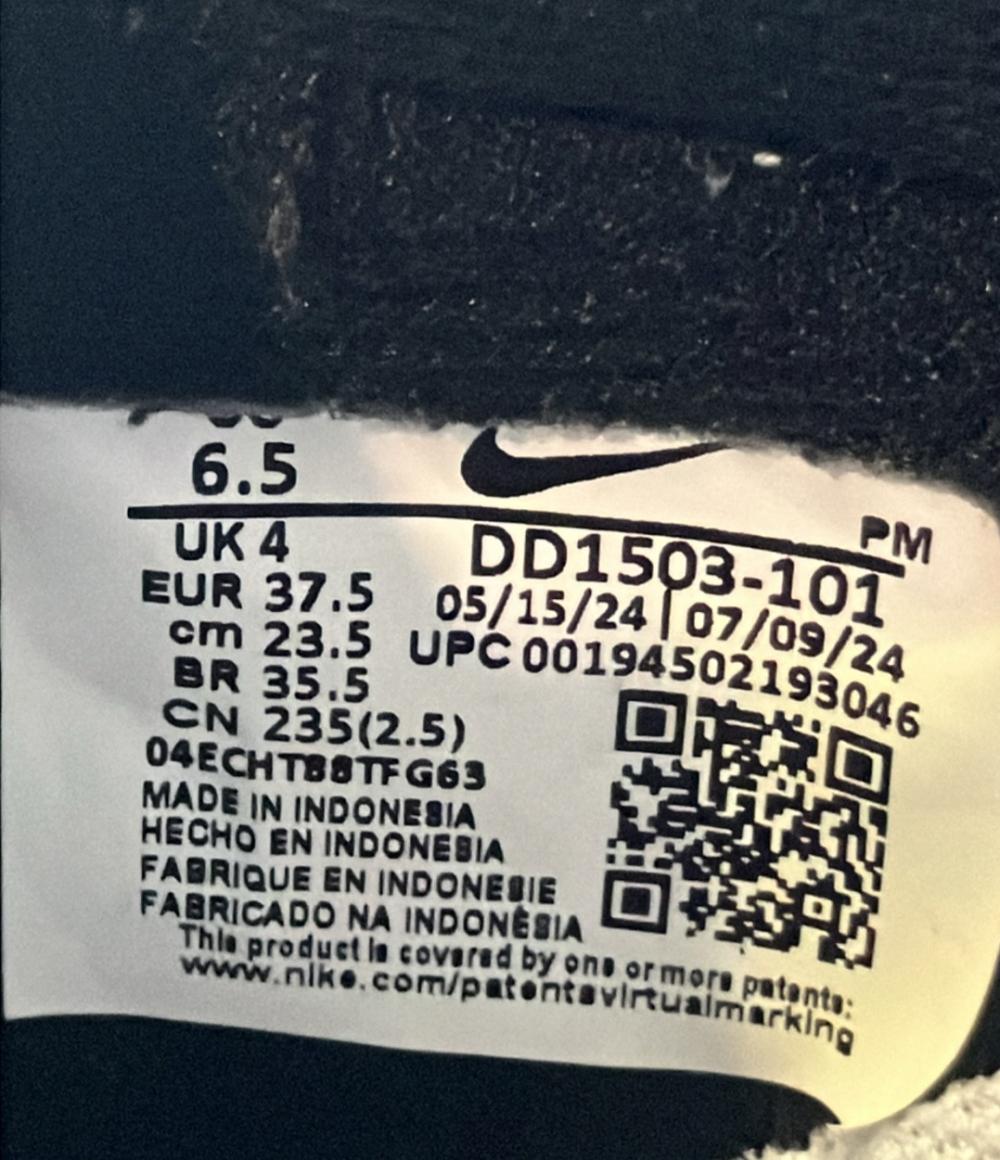 6.5
PM
UK 4
EUR 37.5
cm 23.5
BR 35.5
CN 235(2.5)
DD1503-101
05/15/24 | 07/09/24
UPC 00194502193046
04ECHT88TFG63
MADE IN INDONESIA
HECHO EN INDONESIA
FABRIQUE EN INDONESIE
FABRICADO NA INDONÉSIA
This product is covered by one or more patents:
www.nike.com/patentsvirtualmarking